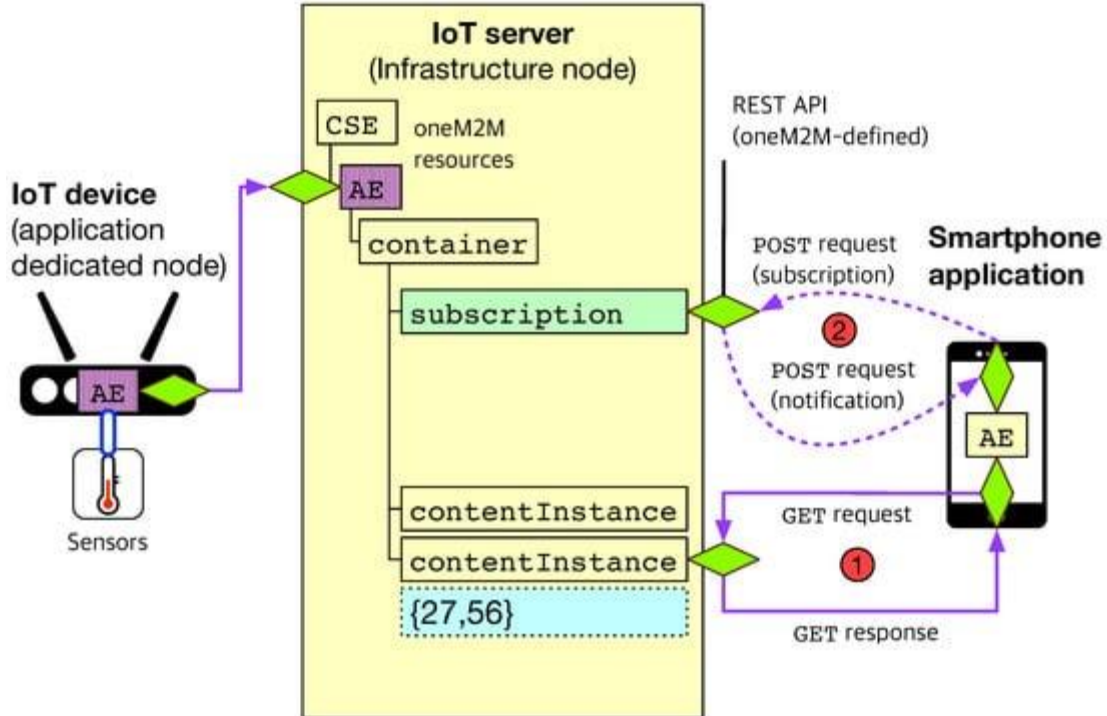 IoT server
(Infrastructure node)
CSE
oneM2M
resources
AE
container
subscription
contentInstance
contentInstance
{27,56}
IoT device
(application
dedicated node)
AE
Sensors
REST API
(oneM2M-defined)
POST request
(subscription)
2
POST request
(notification)
Smartphone
application
AE
GET request
1
GET response